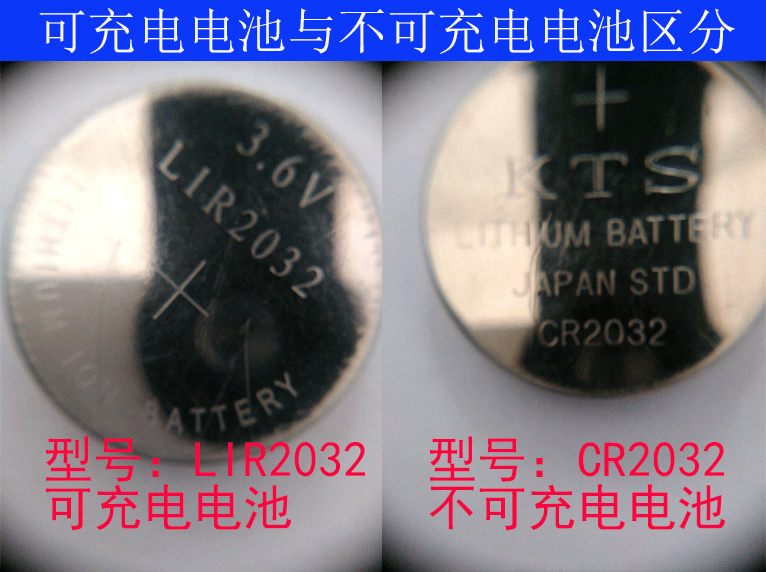 可充电电池与不可充电电池区分
3.6V
LIR2032
+
LITHIUM ION BATTERY
型号：LIR2032
可充电电池
+
KTS
LITHIUM BATTERY
JAPAN STD
CR2032
型号：CR2032
不可充电电池